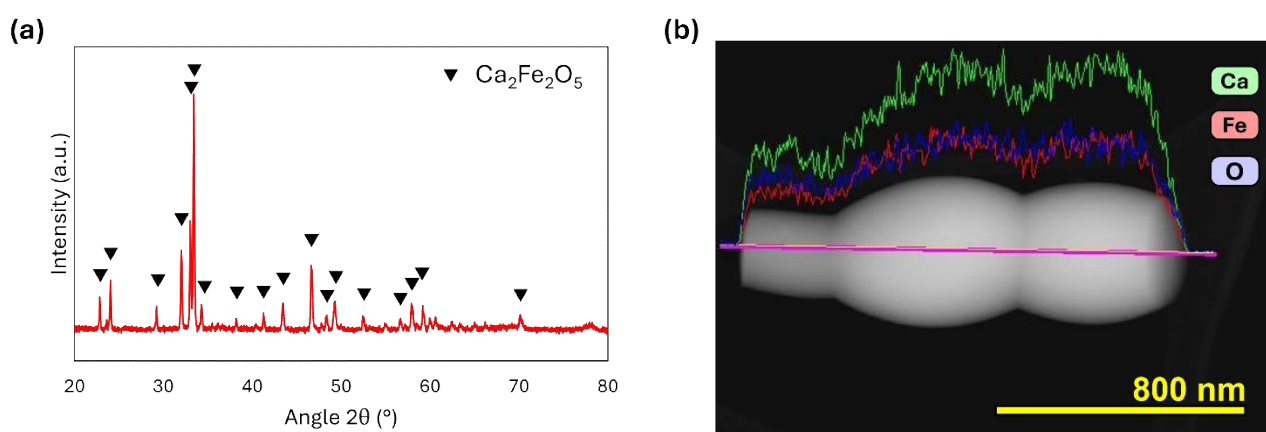 (a)
Ca₂Fe₂O₅
Intensity (a.u.)
20 30 40 50 60 70 80
Angle 2θ (°)
(b)
Ca
Fe
O
800 nm